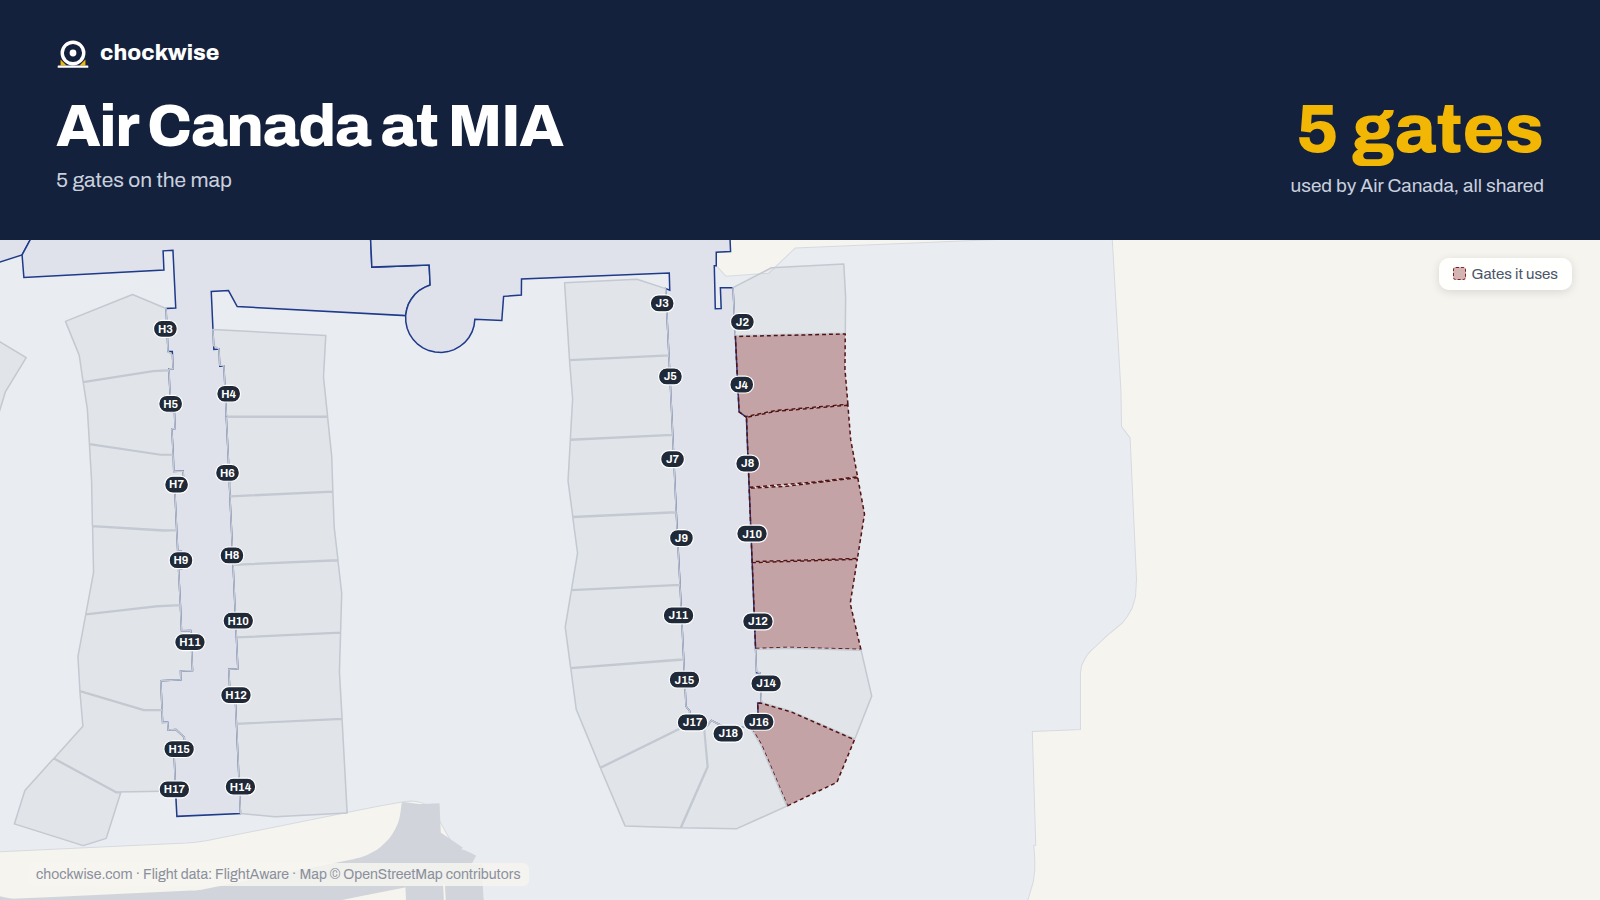 chockwise
Air Canada at MIA
5 gates on the map
5 gates
used by Air Canada, all shared
Gates it uses
H3
H5
H7
H9
H11
H15
H17
H4
H6
H8
H10
H12
H14
J3
J5
J7
J9
J11
J15
J17
J18
J2
J4
J8
J10
J12
J14
J16
chockwise.com · Flight data: FlightAware · Map © OpenStreetMap contributors